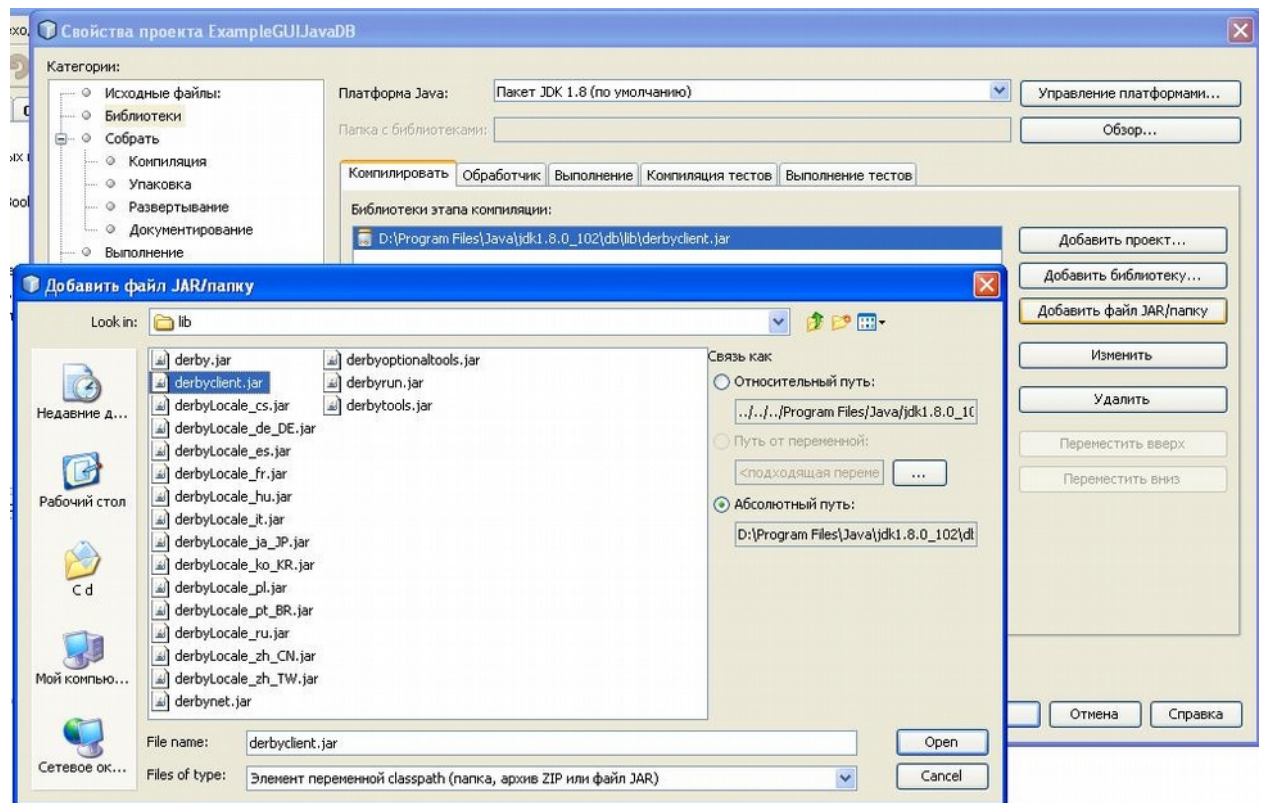 Свойства проекта ExampleGUIJavaDB
Категории:
Исходные файлы:
Библиотеки
Собрать
Компиляция
Упаковка
Развертывание
Документирование
Выполнение
Платформа Java:
Пакет JDK 1.8 (по умолчанию)
Управление платформами...
Папка с библиотеками:
Обзор...
Компилировать
Обработчик
Выполнение
Компиляция тестов
Выполнение тестов
Библиотеки этапа компиляции:
D:\Program Files\Java\jdk1.8.0_102\db\lib\derbyclient.jar
Добавить проект...
Добавить библиотеку...
Добавить файл JAR/папку
Изменить
Удалить
Переместить вверх
Переместить вниз
Отмена
Справка
Добавить файл JAR/папку
Look in:
lib
Недавние д...
Рабочий стол
C d
Мой компью...
Сетевое ок...
derby.jar
derbyclient.jar
derbyLocale_cs.jar
derbyLocale_de_DE.jar
derbyLocale_es.jar
derbyLocale_fr.jar
derbyLocale_hu.jar
derbyLocale_it.jar
derbyLocale_ja_JP.jar
derbyLocale_ko_KR.jar
derbyLocale_pl.jar
derbyLocale_pt_BR.jar
derbyLocale_ru.jar
derbyLocale_zh_CN.jar
derbyLocale_zh_TW.jar
derbynet.jar
derbyoptionaltools.jar
derbyrun.jar
derbytools.jar
Связь как
Относительный путь:
../../../Program Files/Java/jdk1.8.0_10
Путь от переменной:
<подходящая переме
...
Абсолютный путь:
D:\Program Files\Java\jdk1.8.0_102\db
File name:
derbyclient.jar
Open
Files of type:
Элемент переменной classpath (папка, архив ZIP или файл JAR)
Cancel